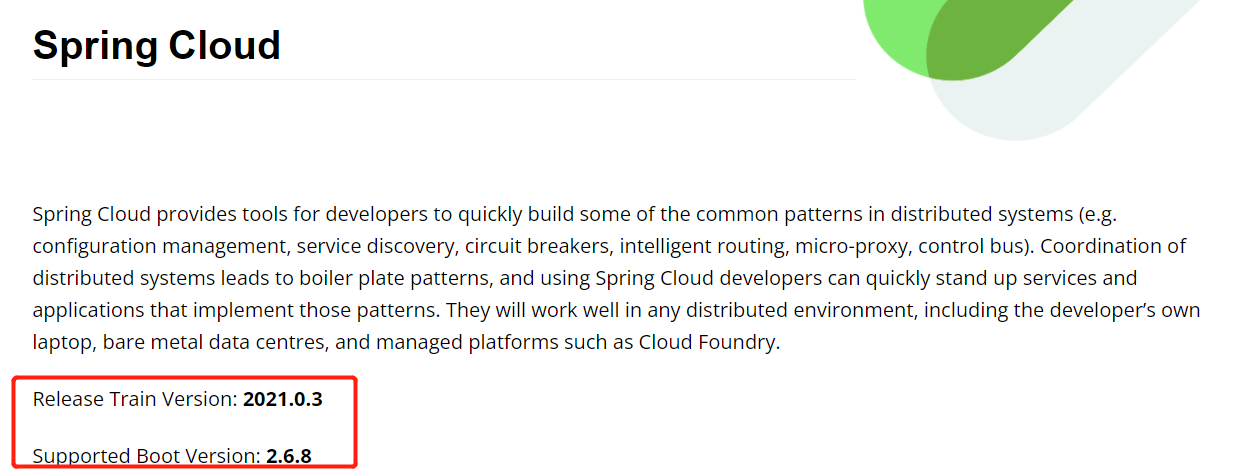 Spring Cloud
Spring Cloud provides tools for developers to quickly build some of the common patterns in distributed systems (e.g.
configuration management, service discovery, circuit breakers, intelligent routing, micro-proxy, control bus). Coordination of
distributed systems leads to boiler plate patterns, and using Spring Cloud developers can quickly stand up services and
applications that implement those patterns. They will work well in any distributed environment, including the developer’s own
laptop, bare metal data centres, and managed platforms such as Cloud Foundry.
Release Train Version: 2021.0.3
Supported Boot Version: 2.6.8